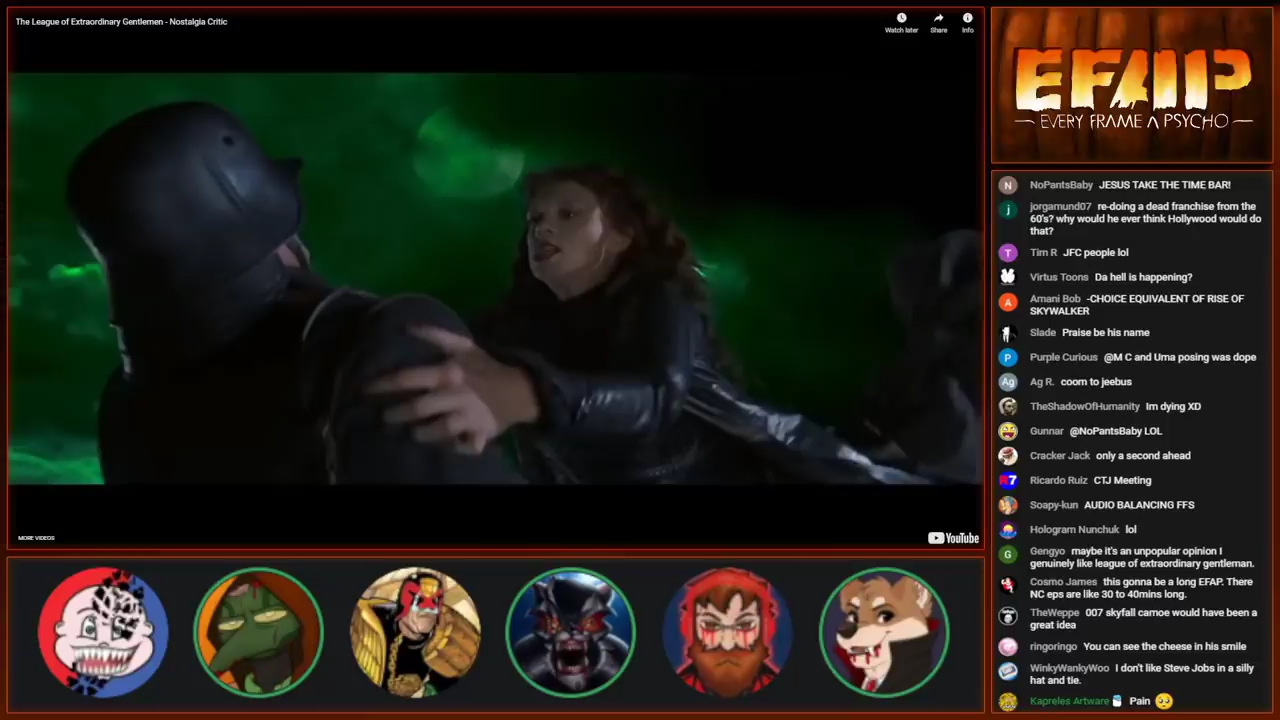 The League of Extraordinary Gentlemen - Nostalgia Critic
Watch later
Share
Info
MORE VIDEOS
YouTube
EFAP
EVERY FRAME A PSYCHO
N NoPantsBaby JESUS TAKE THE TIME BAR!
j jorgamund07 re-doing a dead franchise from the
60's? why would he ever think Hollywood would do
that?
T Tim R JFC people lol
Virtus Toons Da hell is happening?
A Amani Bob -CHOICE EQUIVALENT OF RISE OF
SKYWALKER
Slade Praise be his name
P Purple Curious @M C and Uma posing was dope
Ag Ag R. coom to jeebus
TheShadowOfHumanity Im dying XD
Gunnar @NoPantsBaby LOL
Cracker Jack only a second ahead
R7 Ricardo Ruiz CTJ Meeting
Soapy-kun AUDIO BALANCING FFS
Hologram Nunchuk lol
G Gengyo maybe it's an unpopular opinion I
genuinely like league of extraordinary gentleman.
Cosmo James this gonna be a long EFAP. There
NC eps are like 30 to 40mins long.
TheWeppe 007 skyfall camoe would have been a
great idea
ringoringo You can see the cheese in his smile
WinkyWankyWoo I don't like Steve Jobs in a silly
hat and tie.
Kapreles Artware Pain 🥺